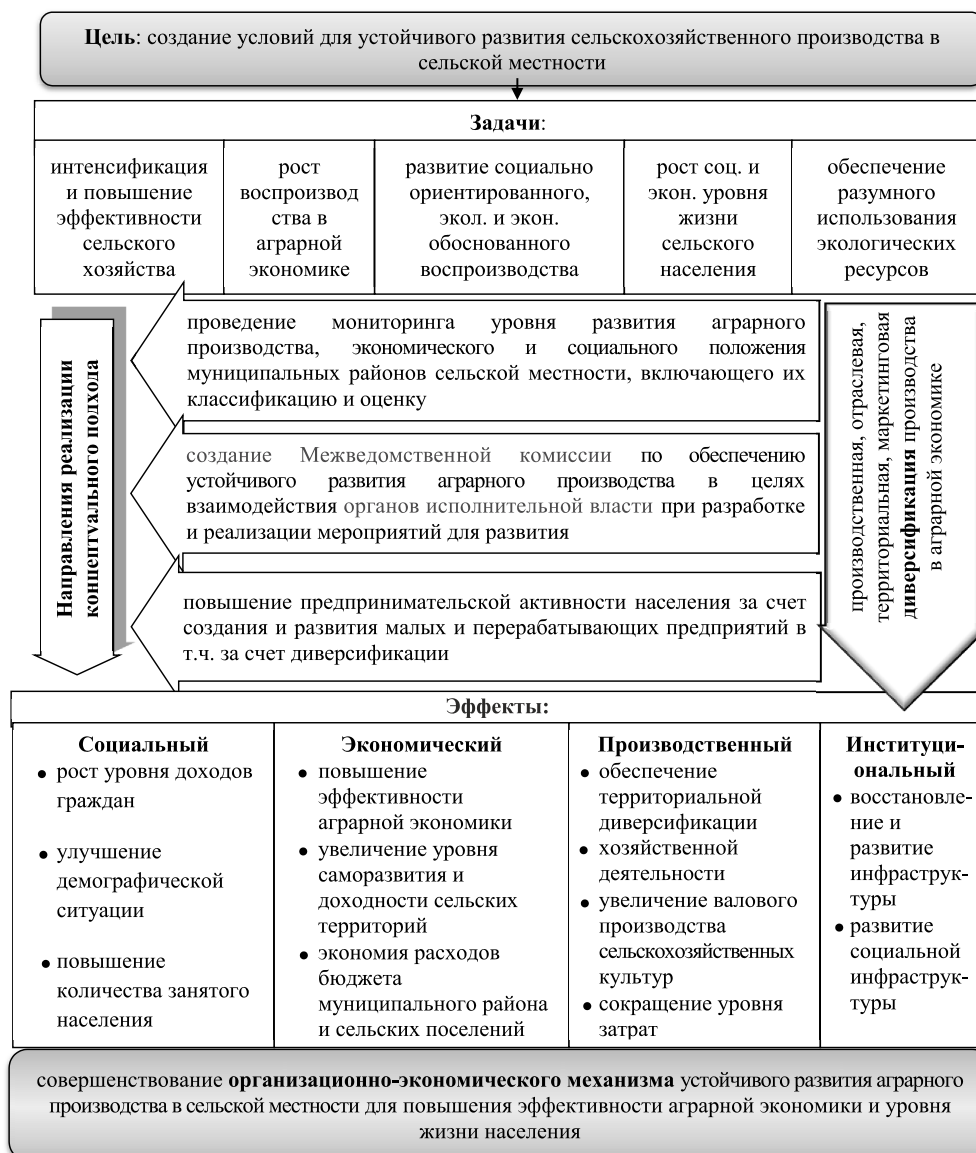 Цель: создание условий для устойчивого развития сельскохозяйственного производства в
сельской местности
Задачи:
интенсификация
и повышение
эффективности
сельского
хозяйства
рост
воспроизвод
ства в
аграрной
экономике
развитие социально
ориентированного,
экол. и экон.
обоснованного
воспроизводства
рост соц. и
экон. уровня
жизни
сельского
населения
обеспечение
разумного
использования
экологических
ресурсов
Направления реализации
концептуального подхода
проведение мониторинга уровня развития аграрного
производства, экономического и социального положения
муниципальных районов сельской местности, включающего их
классификацию и оценку
создание Межведомственной комиссии по обеспечению
устойчивого развития аграрного производства в целях
взаимодействия органов исполнительной власти при разработке
и реализации мероприятий для развития
повышение предпринимательской активности населения за счет
создания и развития малых и перерабатывающих предприятий в
т.ч. за счет диверсификации
производственная, отраслевая,
территориальная, маркетинговая
диверсификация производства
в аграрной экономике
Эффекты:
Социальный
• рост уровня доходов
граждан
• улучшение
демографической
ситуации
• повышение
количества занятого
населения
Экономический
• повышение
эффективности
аграрной экономики
• увеличение уровня
саморазвития и
доходности сельских
территорий
• экономия расходов
бюджета
муниципального района
и сельских поселений
Производственный
• обеспечение
территориальной
диверсификации
• хозяйственной
деятельности
• увеличение валового
производства
сельскохозяйственных
культур
• сокращение уровня
затрат
Институци-
ональный
• восстановле-
ние и
развитие
инфраструк-
туры
• развитие
социальной
инфраструк-
туры
совершенствование организационно-экономического механизма устойчивого развития аграрного
производства в сельской местности для повышения эффективности аграрной экономики и уровня
жизни населения